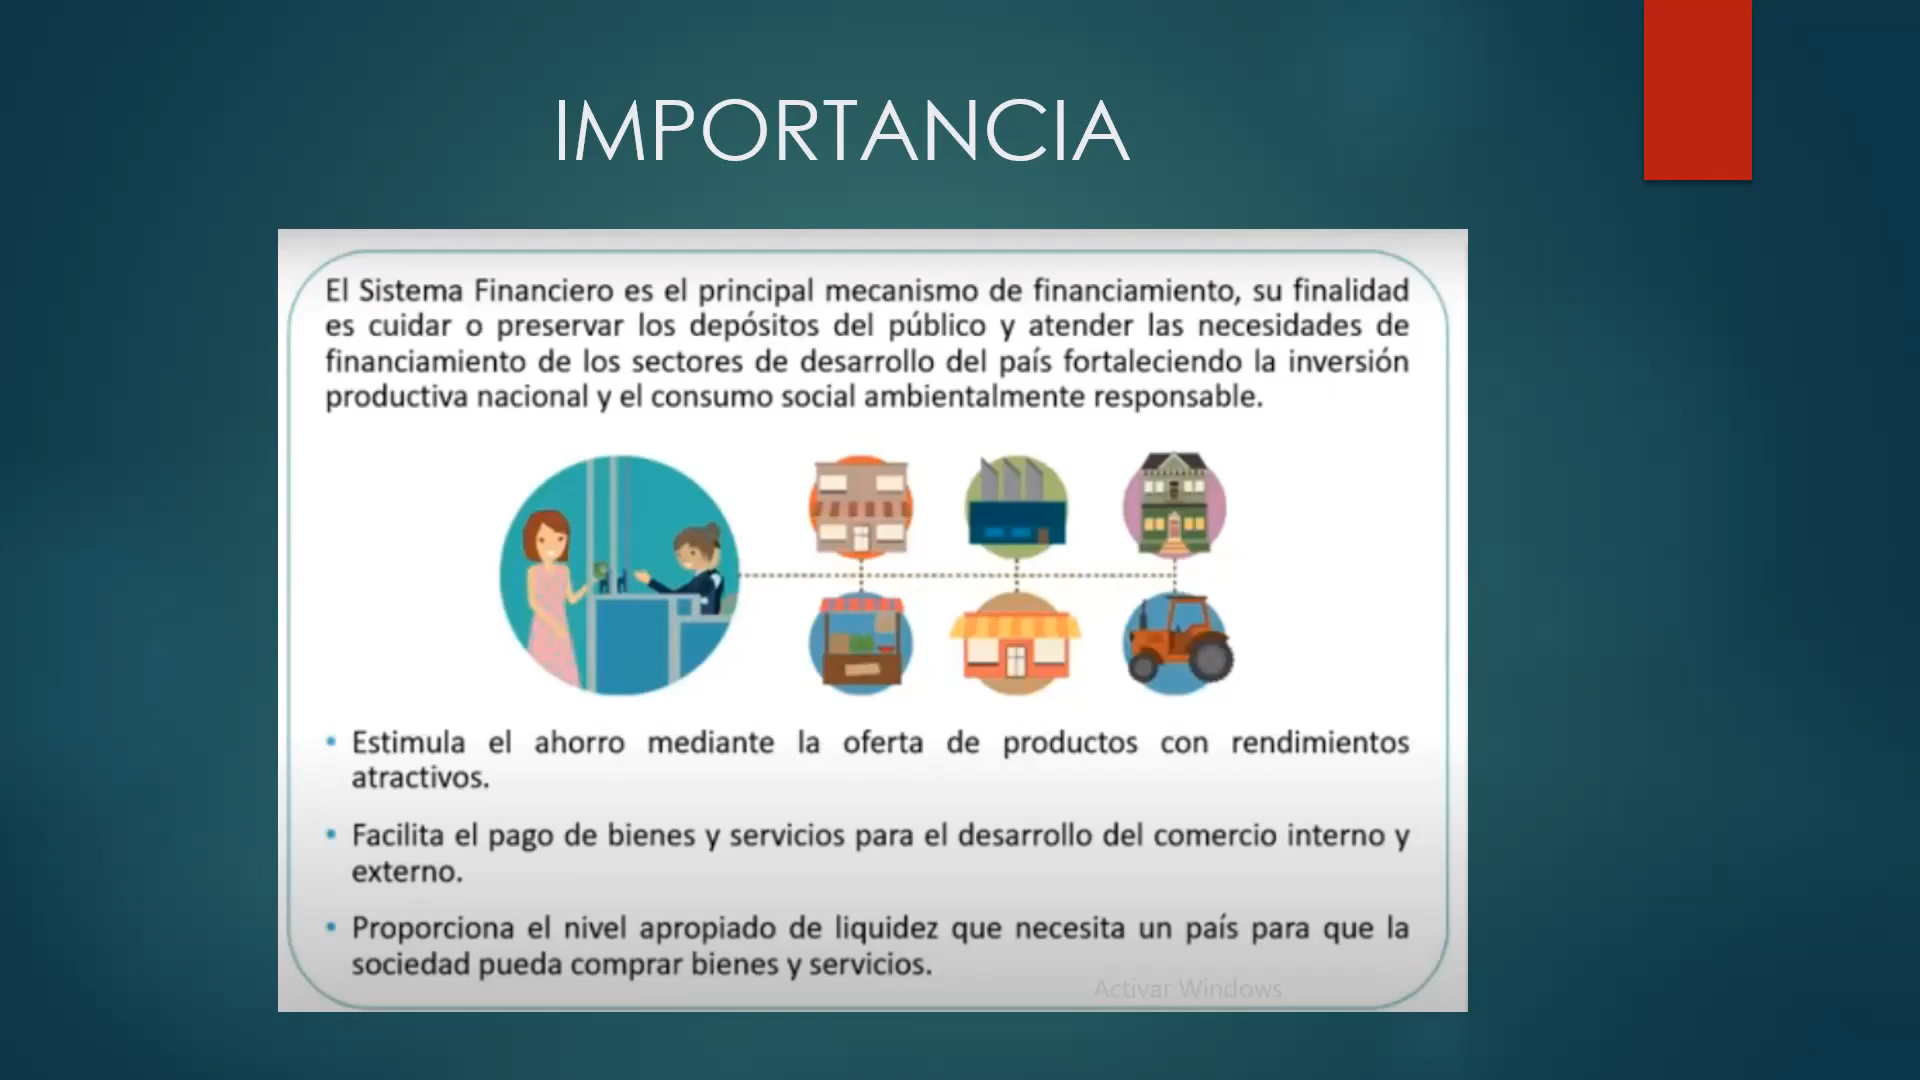 IMPORTANCIA
El Sistema Financiero es el principal mecanismo de financiamiento, su finalidad
es cuidar o preservar los depósitos del público y atender las necesidades de
financiamiento de los sectores de desarrollo del país fortaleciendo la inversión
productiva nacional y el consumo social ambientalmente responsable.
• Estimula el ahorro mediante la oferta de productos con rendimientos
atractivos.
• Facilita el pago de bienes y servicios para el desarrollo del comercio interno y
externo.
• Proporciona el nivel apropiado de liquidez que necesita un país para que la
sociedad pueda comprar bienes y servicios.
Activar Windows